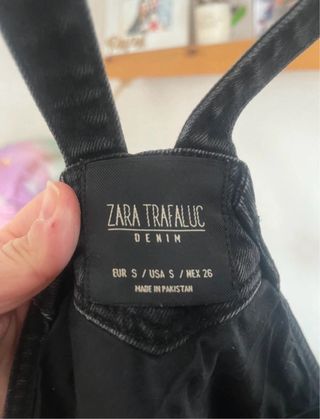 ZARA TRAFALUC
DENIM
EUR S / USA S / MEX 26
MADE IN PAKISTAN